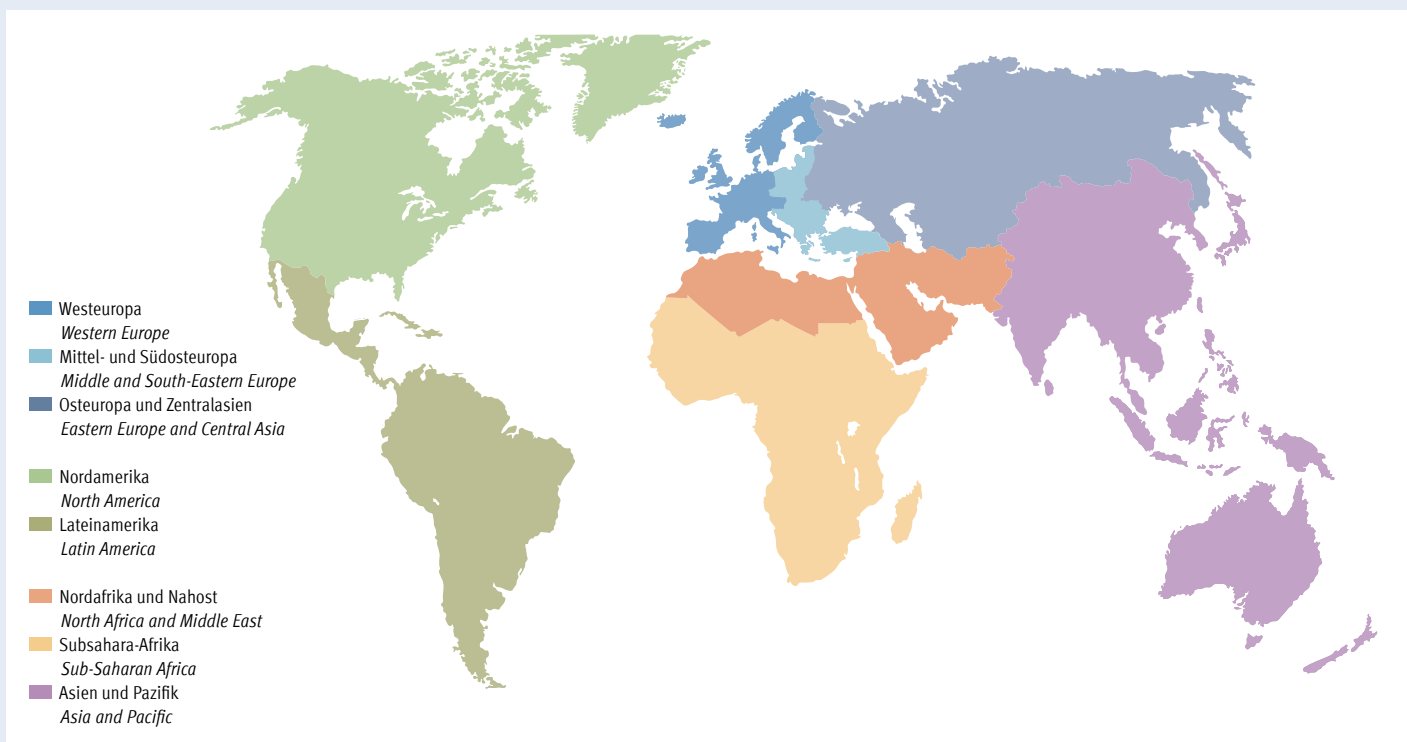 Westeuropa
Western Europe
Mittel- und Südosteuropa
Middle and South-Eastern Europe
Osteuropa und Zentralasien
Eastern Europe and Central Asia
Nordamerika
North America
Lateinamerika
Latin America
Nordafrika und Nahost
North Africa and Middle East
Subsahara-Afrika
Sub-Saharan Africa
Asien und Pazifik
Asia and Pacific